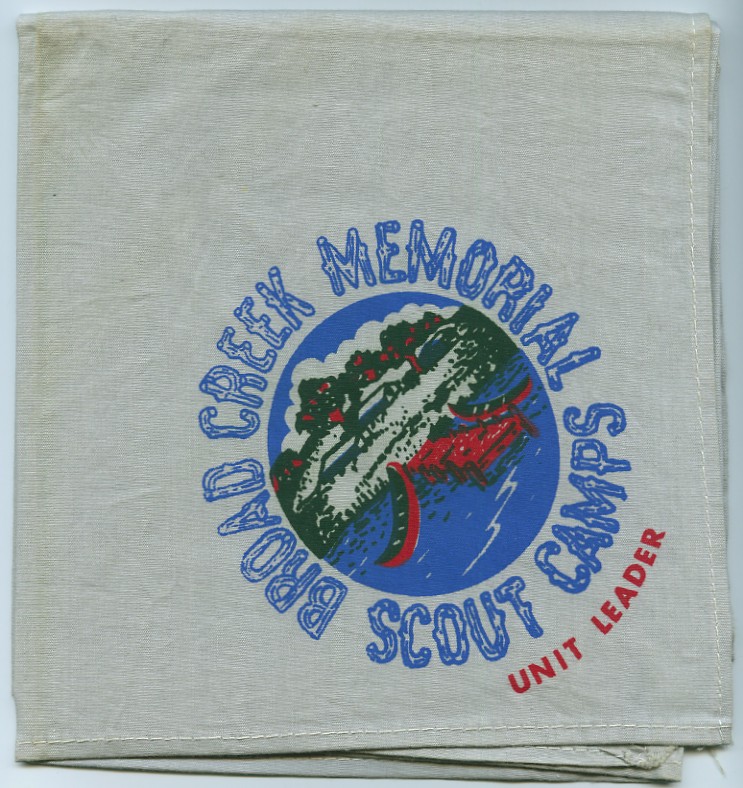 BROAD CREEK MEMORIAL
SCOUT CAMPS
UNIT LEADER